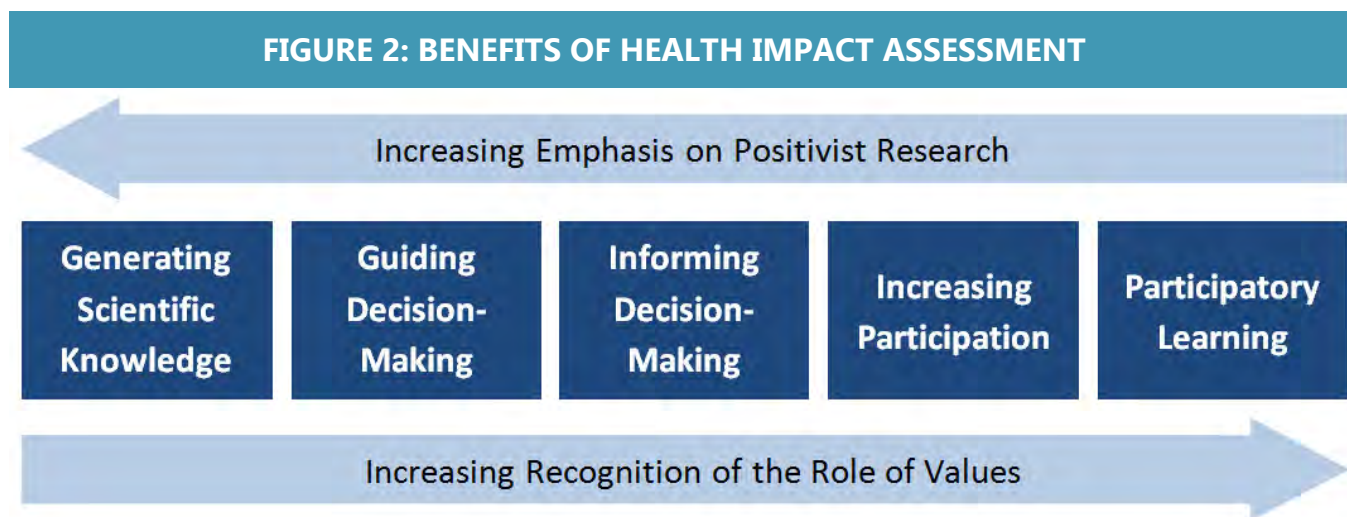 FIGURE 2: BENEFITS OF HEALTH IMPACT ASSESSMENT
Increasing Emphasis on Positivist Research
Generating
Scientific
Knowledge
Guiding
Decision-
Making
Informing
Decision-
Making
Increasing
Participation
Participatory
Learning
Increasing Recognition of the Role of Values